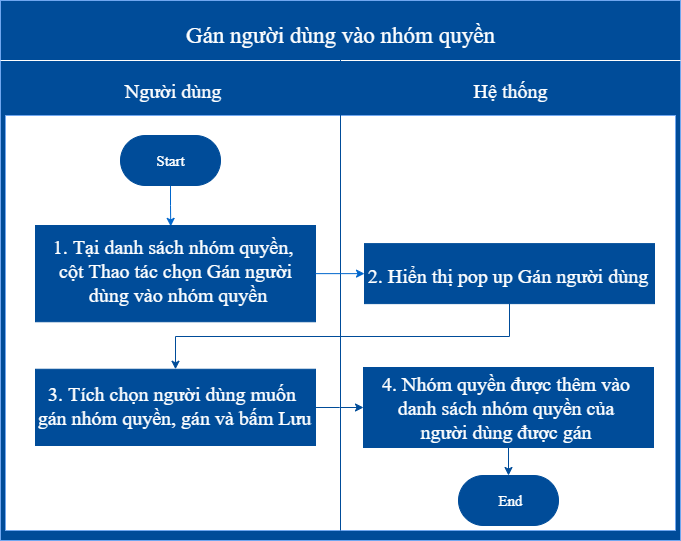 Gán người dùng vào nhóm quyền
Người dùng
Hệ thống
Start
1. Tại danh sách nhóm quyền,
cột Thao tác chọn Gán người
dùng vào nhóm quyền
2. Hiển thị pop up Gán người dùng
3. Tích chọn người dùng muốn
gán nhóm quyền, gán và bấm Lưu
4. Nhóm quyền được thêm vào
danh sách nhóm quyền của
người dùng được gán
End